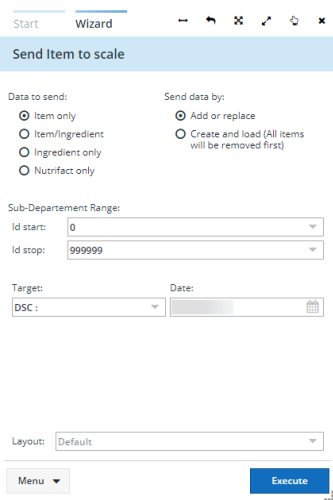 Start Wizard
Send Item to scale
Data to send: Send data by:
Item only Add or replace
Item/Ingredient Create and load (All items
will be removed first)
Ingredient only
Nutrifact only
Sub-Departement Range:
Id start: 0
Id stop: 999999
Target: Date:
DSC :
Layout: Default
Menu Execute